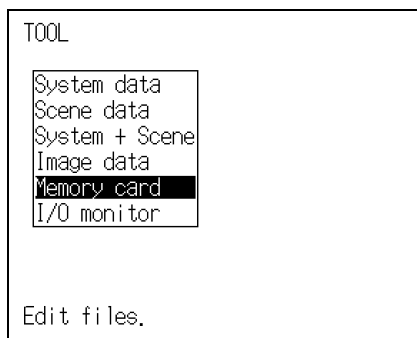 TOOL
System data
Scene data
System + Scene
Image data
Memory card
I/O monitor
Edit files.